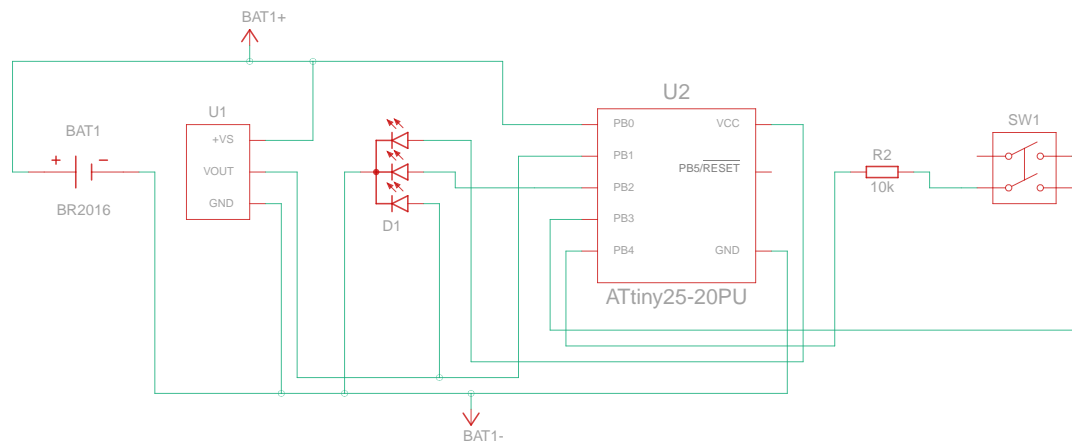 BAT1+
BAT1
+
-
BR2016
U1
+VS
VOUT
GND
D1
U2
PB0
VCC
PB1
PB5/RESET
PB2
PB3
PB4
GND
ATtiny25-20PU
R2
10k
SW1
BAT1-